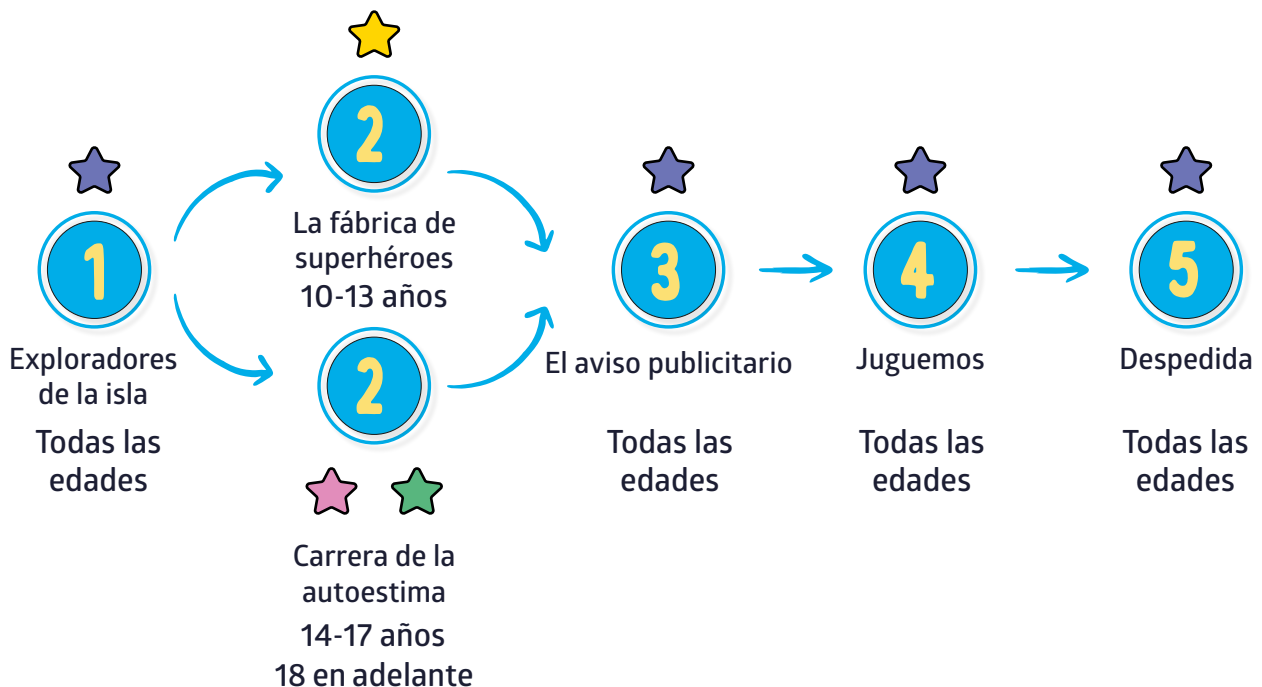 1
Exploradores
de la isla
Todas las
edades
2
La fábrica de
superhéroes
10-13 años
2
Carrera de la
autoestima
14-17 años
18 en adelante
3
El aviso publicitario
Todas las
edades
4
Juguemos
Todas las
edades
5
Despedida
Todas las
edades